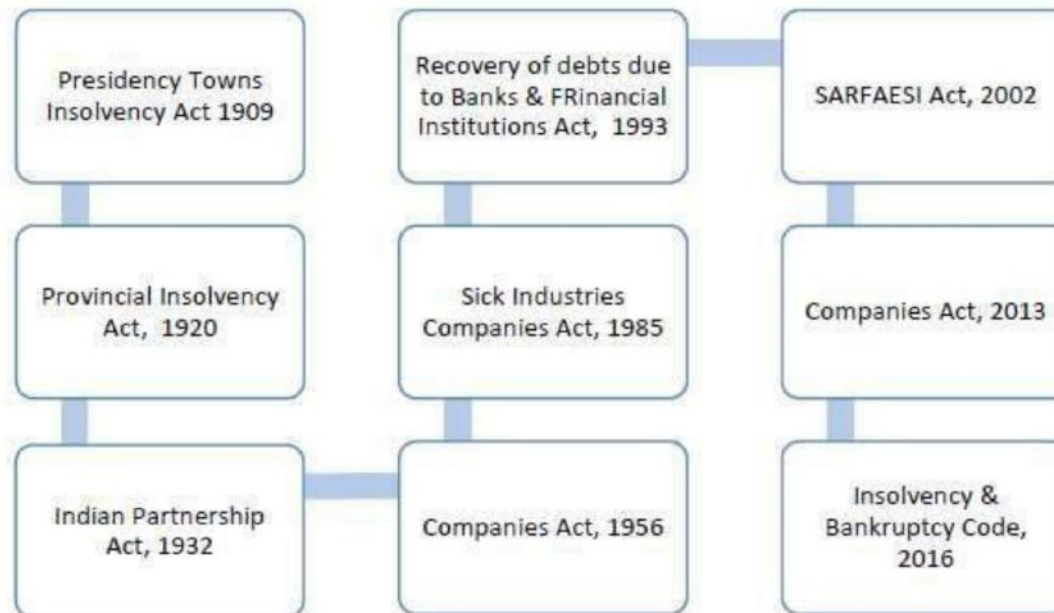 Presidency Towns
Insolvency Act 1909
Provincial Insolvency
Act, 1920
Indian Partnership
Act, 1932
Companies Act, 1956
Sick Industries
Companies Act, 1985
Recovery of debts due
to Banks & FRinancial
Institutions Act, 1993
SARFAESI Act, 2002
Companies Act, 2013
Insolvency &
Bankruptcy Code,
2016